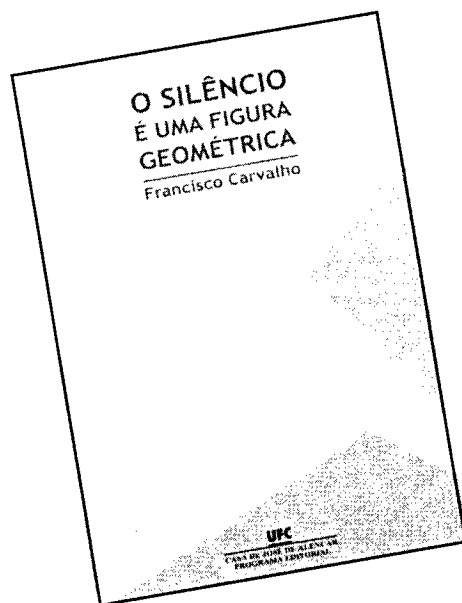 O SILÊNCIO
É UMA FIGURA
GEOMÉTRICA
Francisco Carvalho
UFC
CASA DE JOSÉ DE ALENCAR
PROGRAMA EDITORIAL